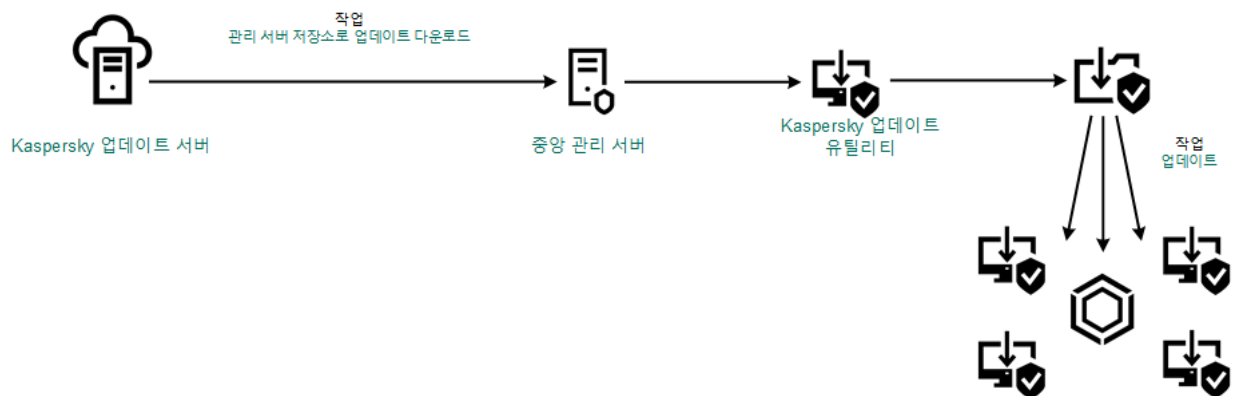 작업
관리 서버 저장소로 업데이트 다운로드
Kaspersky 업데이트 서버
중앙 관리 서버
Kaspersky 업데이트
유틸리티
작업
업데이트